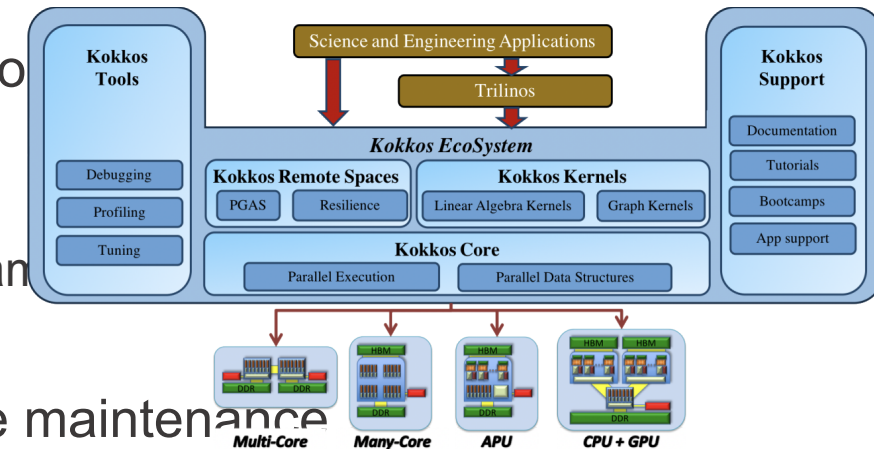 Kokkos
Tools
Debugging
Profiling
Tuning
Science and Engineering Applications
Trilinos
Kokkos EcoSystem
Kokkos Remote Spaces
PGAS
Resilience
Kokkos Kernels
Linear Algebra Kernels
Graph Kernels
Kokkos Core
Parallel Execution
Parallel Data Structures
Kokkos
Support
Documentation
Tutorials
Bootcamps
App support
DDR
DDR
Multi-Core
HBM
DDR
Many-Core
HBM
DDR
APU
HBM
HBM
DDR
CPU + GPU
maintenance